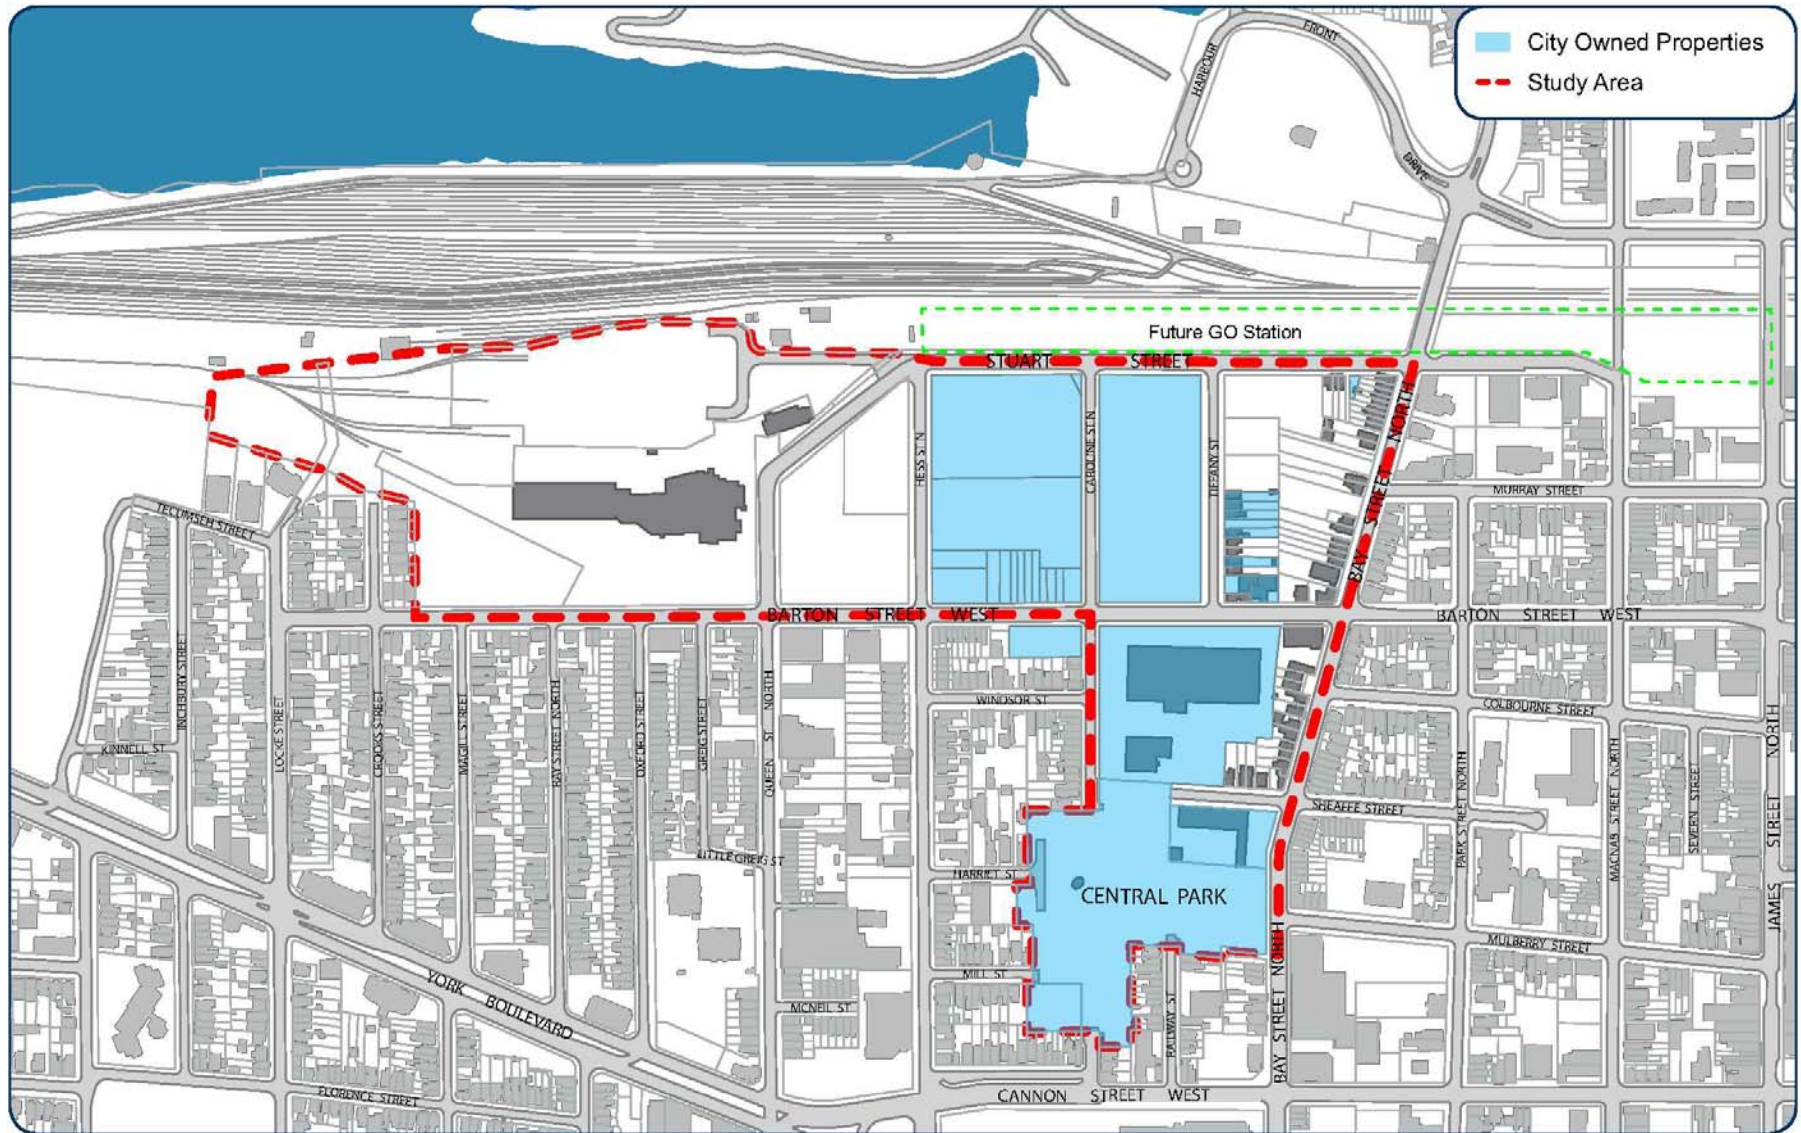 City Owned Properties
Study Area
FRONT
HARBOUR
DRIVE
Future GO Station
STUART STREET
HESS ST N
CAROLINE ST N
TIFFANY ST
BAY STREET NORTH
MURRAY STREET
TECUMSEH STREET
BARTON STREET WEST
BARTON STREET WEST
INCHBURY STREET
LOCKE STREET
CROOKS STREET
MAGILL STREET
RAY STREET NORTH
OXFORD STREET
GREIG STREET
QUEEN ST NORTH
WINDSOR ST
COLBOURNE STREET
KINNELL ST
SHEAFFE STREET
PARK STREET NORTH
MACNAB STREET NORTH
SEVERN STREET
JAMES STREET NORTH
LITTLE GREIG ST
HARRIET ST
CENTRAL PARK
MULBERRY STREET
MILL ST
YORK BOULEVARD
MCNEIL ST
RAILWAY ST
BAY STREET NORTH
FLORENCE STREET
CANNON STREET WEST